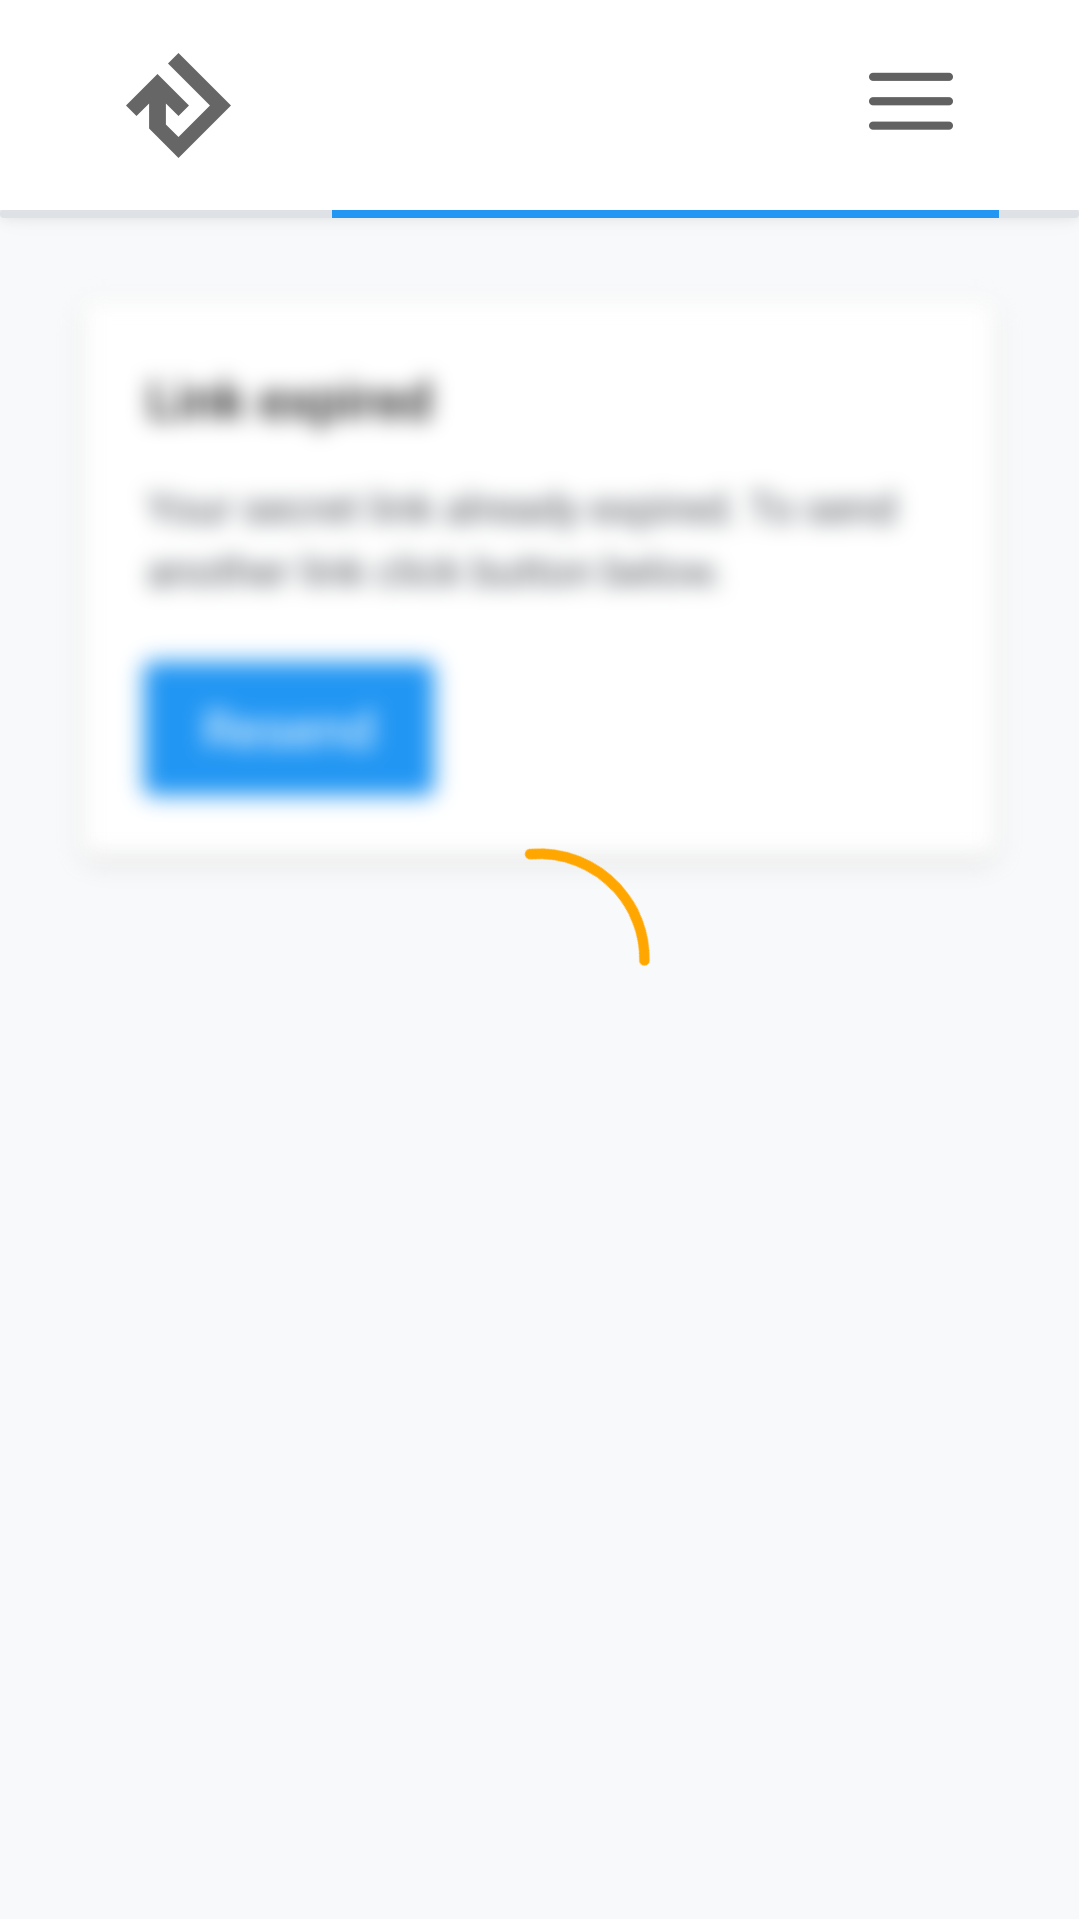 Link expired
Your secret link already expired. To send
another link click button below.
Resend